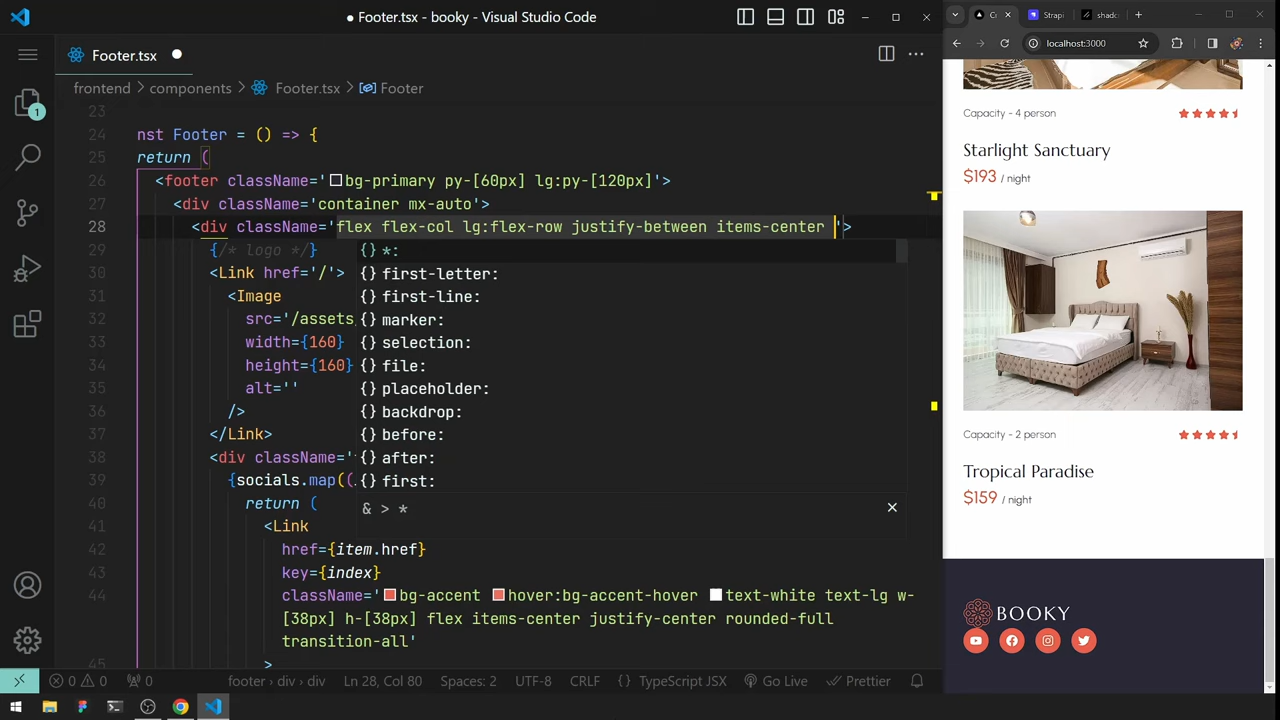 Footer.tsx - booky - Visual Studio Code
Footer.tsx
frontend components Footer.tsx Footer
23
24 nst Footer = () => {
25 return (
26 <footer className=' bg-primary py-[60px] lg:py-[120px]'>
27 <div className='container mx-auto'>
28 <div className='flex flex-col lg:flex-row justify-between items-center '>
29 {/* logo */}
30 <Link href='/'>
31 <Image
32 src='/assets
33 width={160}
34 height={160}
35 alt=''
36 />
37 </Link>
38 <div className='
39 {socials.map((
40 return (
41 <Link
42 href={item.href}
43 key={index}
44 className=' bg-accent hover:bg-accent-hover text-white text-lg w-
[38px] h-[38px] flex items-center justify-center rounded-full
transition-all'
45 >
{} *:
{} first-letter:
{} first-line:
{} marker:
{} selection:
{} file:
{} placeholder:
{} backdrop:
{} before:
{} after:
{} first:
& > *
1
0 0 0 footer › div › div Ln 28, Col 80 Spaces: 2 UTF-8 CRLF {} TypeScript JSX Go Live Prettier
Strapi
shadc
localhost:3000
Capacity - 4 person
Starlight Sanctuary
$193 / night
Capacity - 2 person
Tropical Paradise
$159 / night
BOOKY